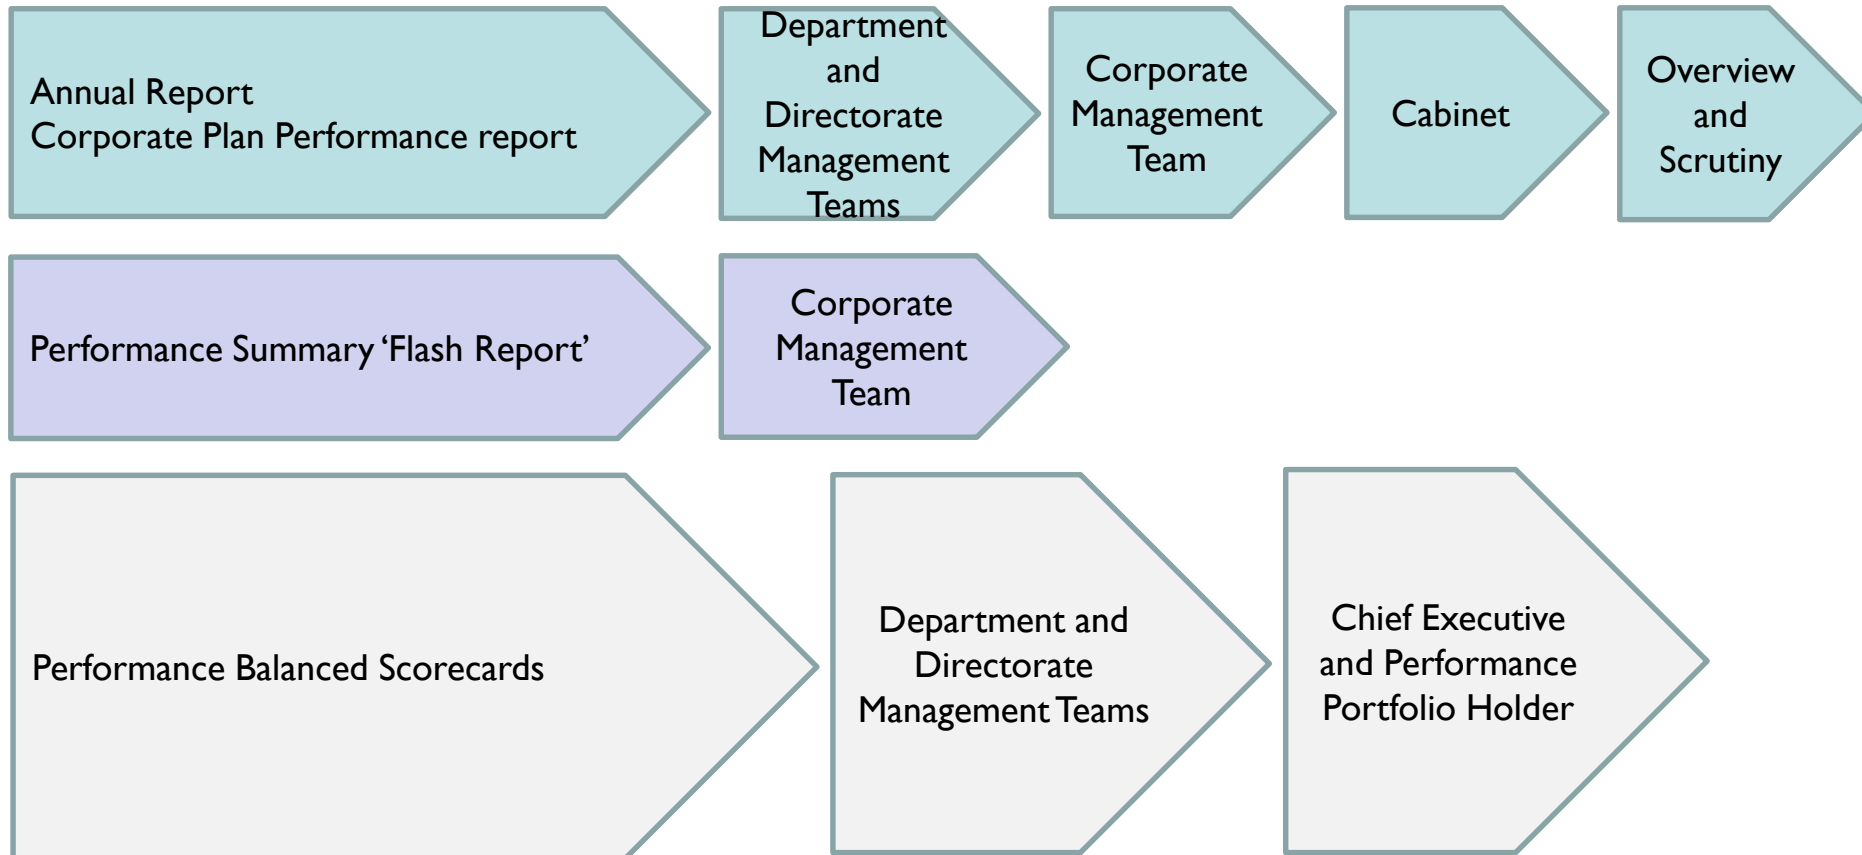 Annual Report
Corporate Plan Performance report
Department
and
Directorate
Management
Teams
Corporate
Management
Team
Cabinet
Overview
and
Scrutiny
Performance Summary ‘Flash Report’
Corporate
Management
Team
Performance Balanced Scorecards
Department and
Directorate
Management Teams
Chief Executive
and Performance
Portfolio Holder